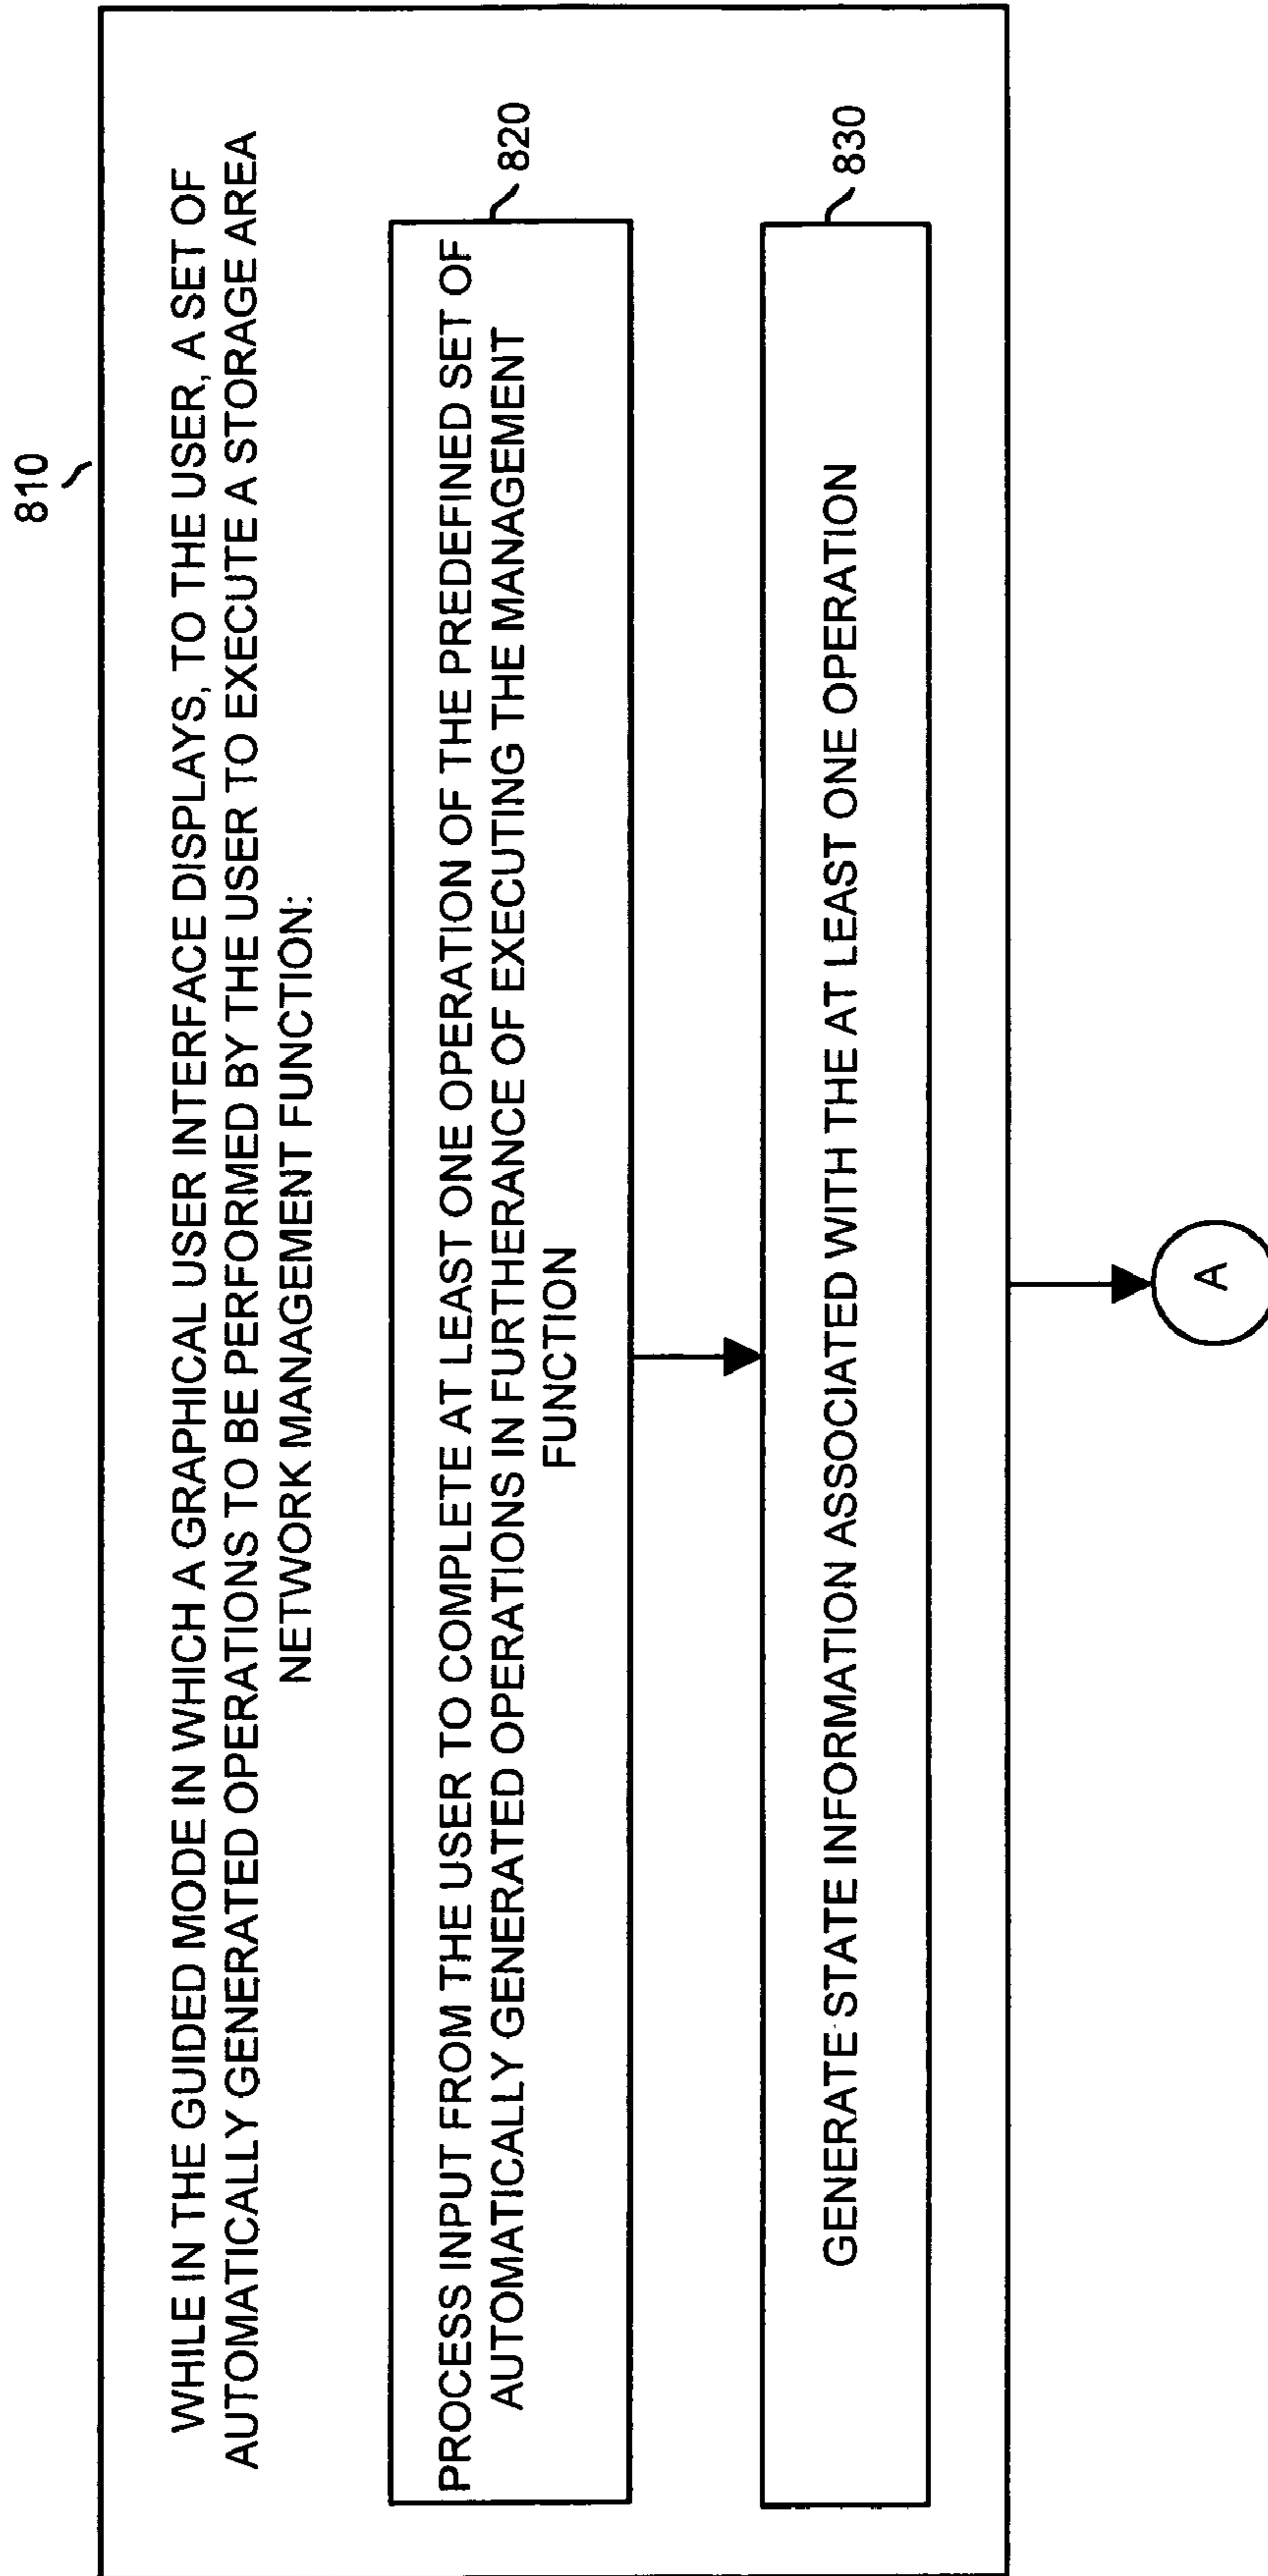 810
WHILE IN THE GUIDED MODE IN WHICH A GRAPHICAL USER INTERFACE DISPLAYS, TO THE USER, A SET OF
AUTOMATICALLY GENERATED OPERATIONS TO BE PERFORMED BY THE USER TO EXECUTE A STORAGE AREA
NETWORK MANAGEMENT FUNCTION:
820
PROCESS INPUT FROM THE USER TO COMPLETE AT LEAST ONE OPERATION OF THE PREDEFINED SET OF
AUTOMATICALLY GENERATED OPERATIONS IN FURTHERANCE OF EXECUTING THE MANAGEMENT
FUNCTION
830
GENERATE STATE INFORMATION ASSOCIATED WITH THE AT LEAST ONE OPERATION
A